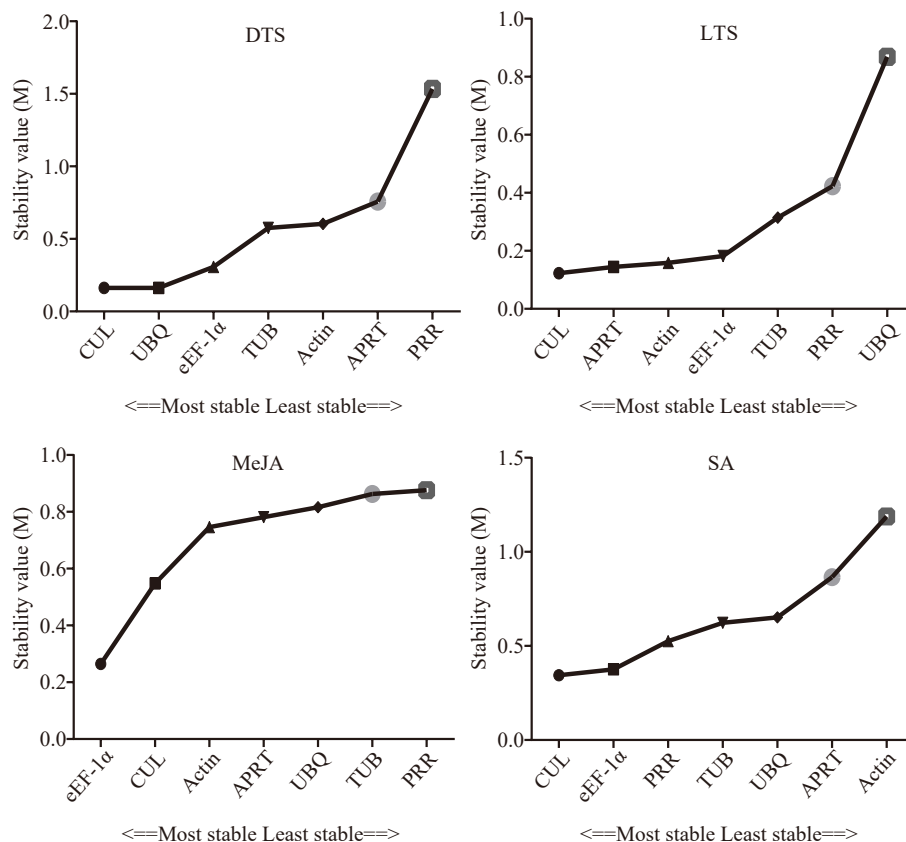 DTS
Stability value (M)
2.0
1.5
1.0
0.5
0.0
CUL UBQ eEF-1α TUB Actin APRT PRR
<==Most stable Least stable==>
LTS
Stability value (M)
1.0
0.8
0.6
0.4
0.2
0.0
CUL APRT Actin eEF-1α TUB PRR UBQ
<==Most stable Least stable==>
MeJA
Stability value (M)
1.0
0.8
0.6
0.4
0.2
0.0
eEF-1α CUL Actin APRT UBQ TUB PRR
<==Most stable Least stable==>
SA
Stability value (M)
1.5
1.0
0.5
0.0
CUL eEF-1α PRR TUB UBQ APRT Actin
<==Most stable Least stable==>